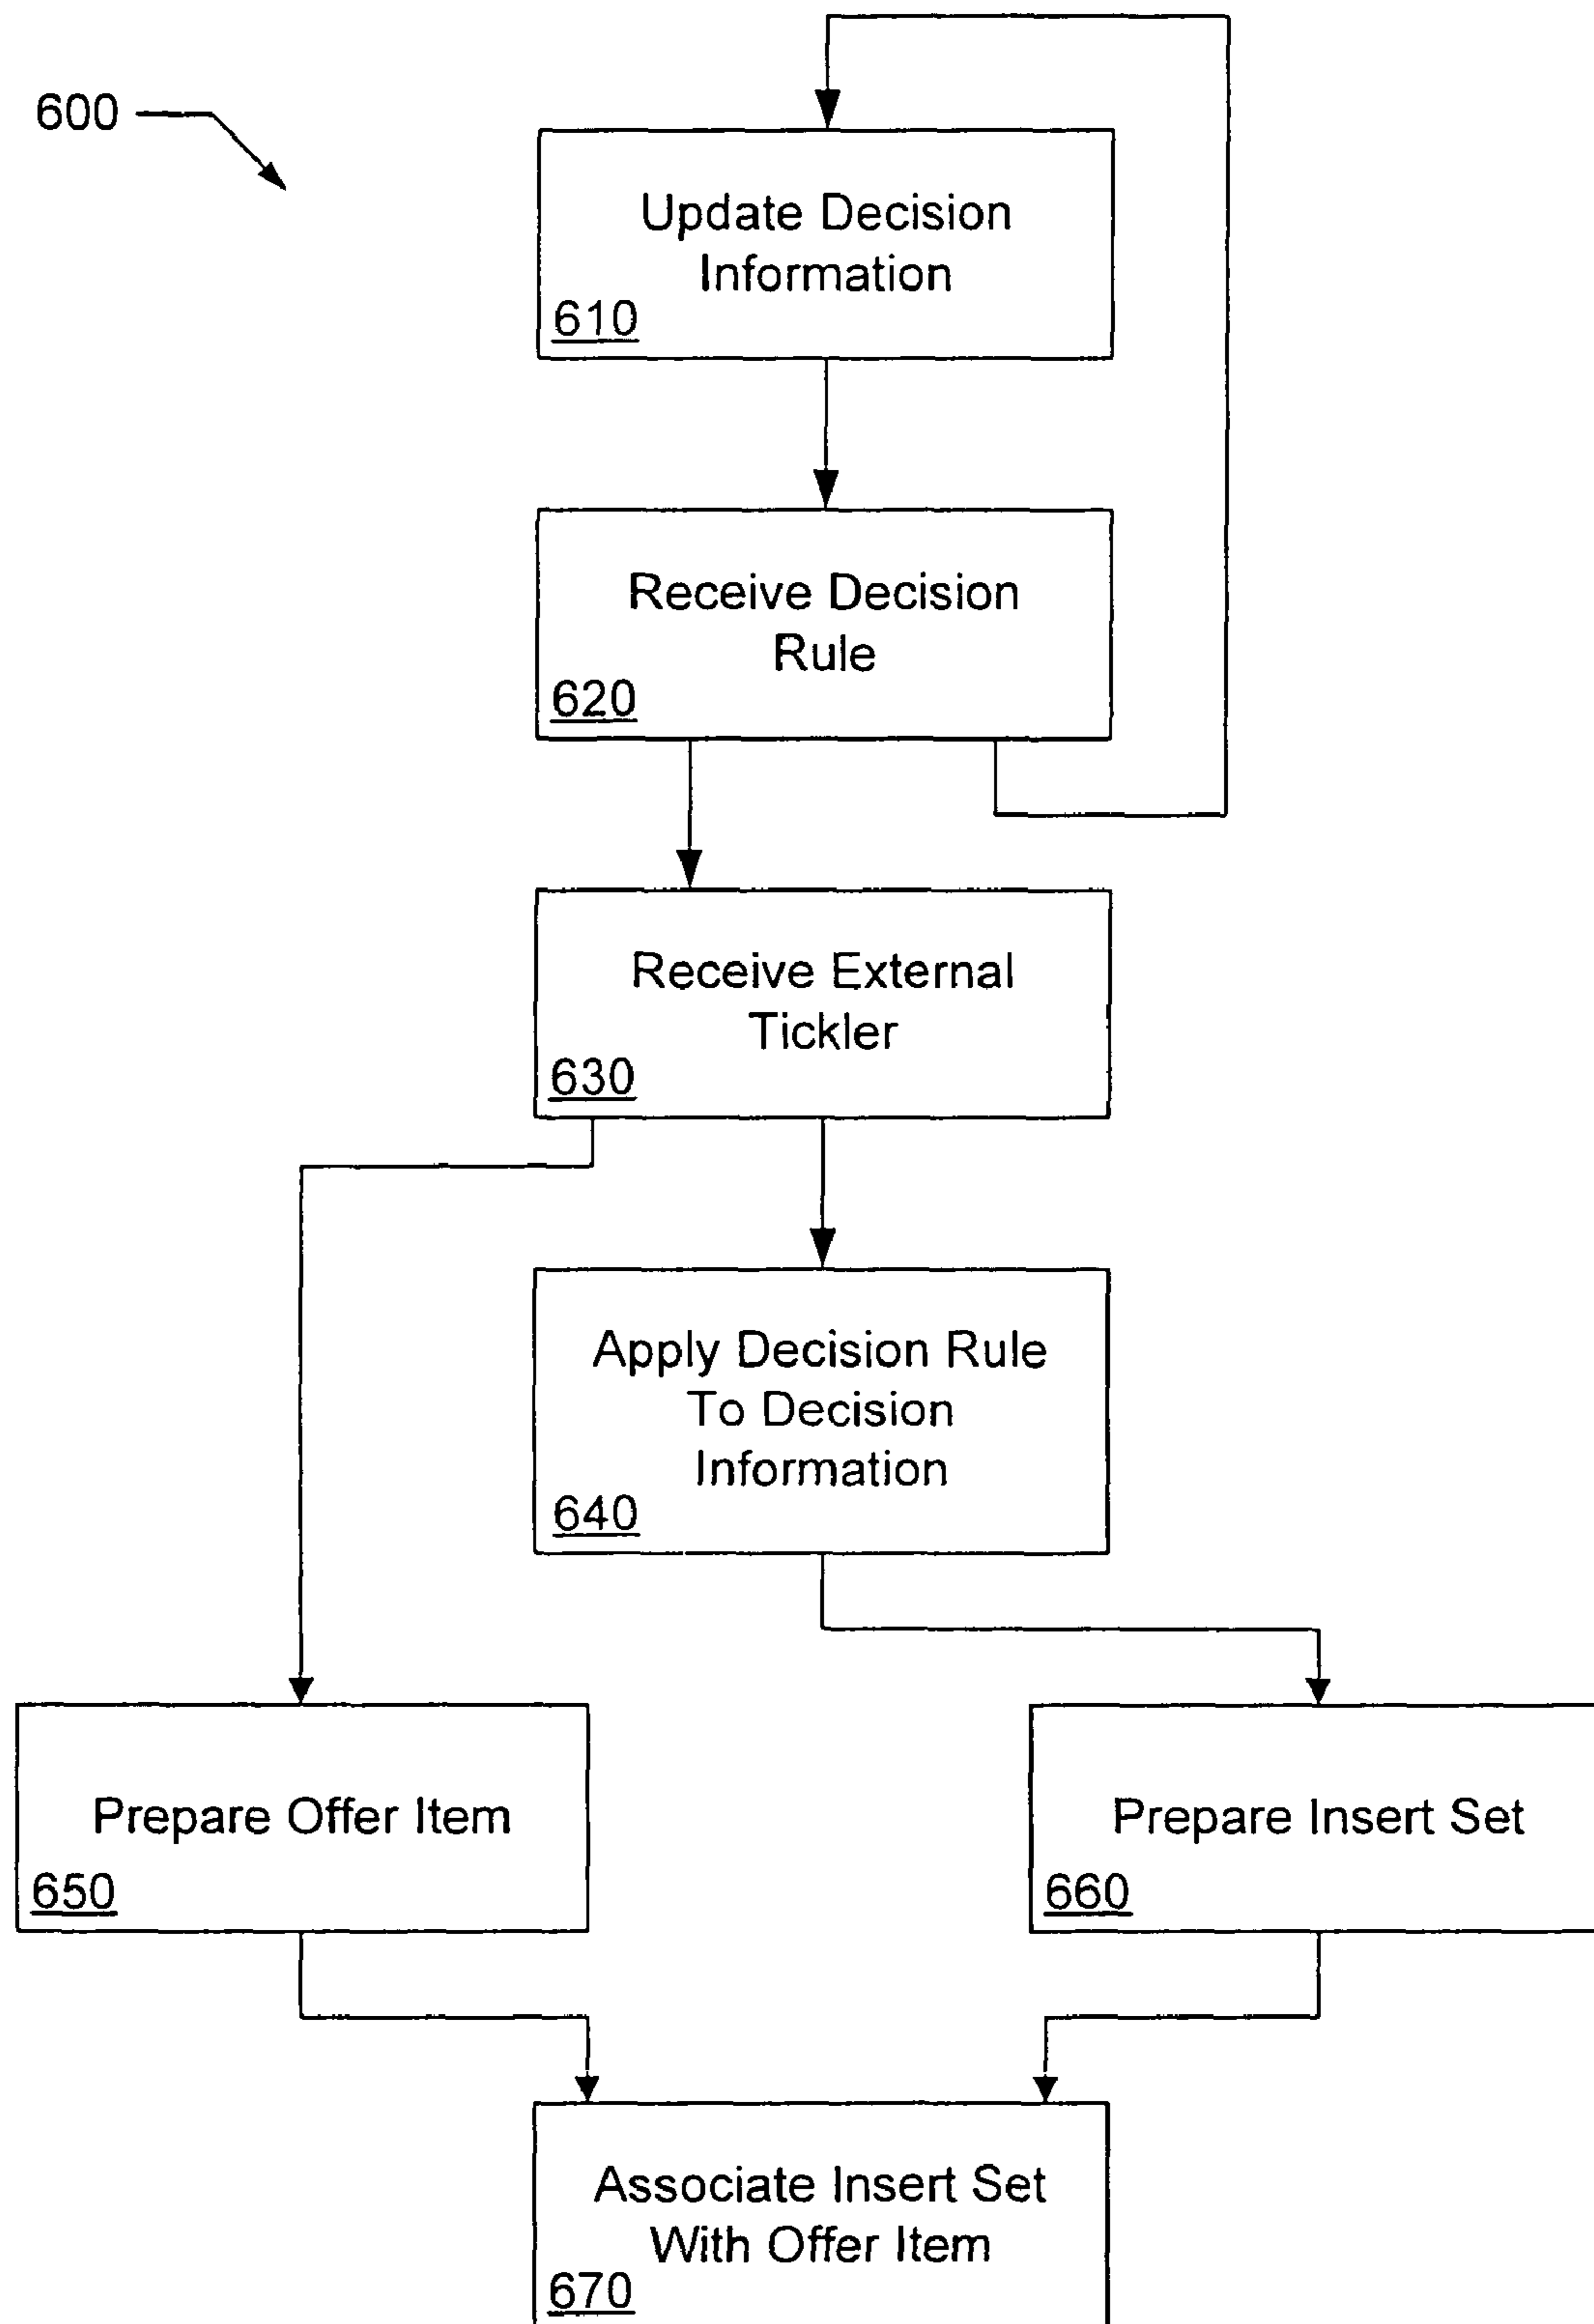 600
Update Decision
Information
610
Receive Decision
Rule
620
Receive External
Tickler
630
Apply Decision Rule
To Decision
Information
640
Prepare Offer Item
650
Prepare Insert Set
660
Associate Insert Set
With Offer Item
670